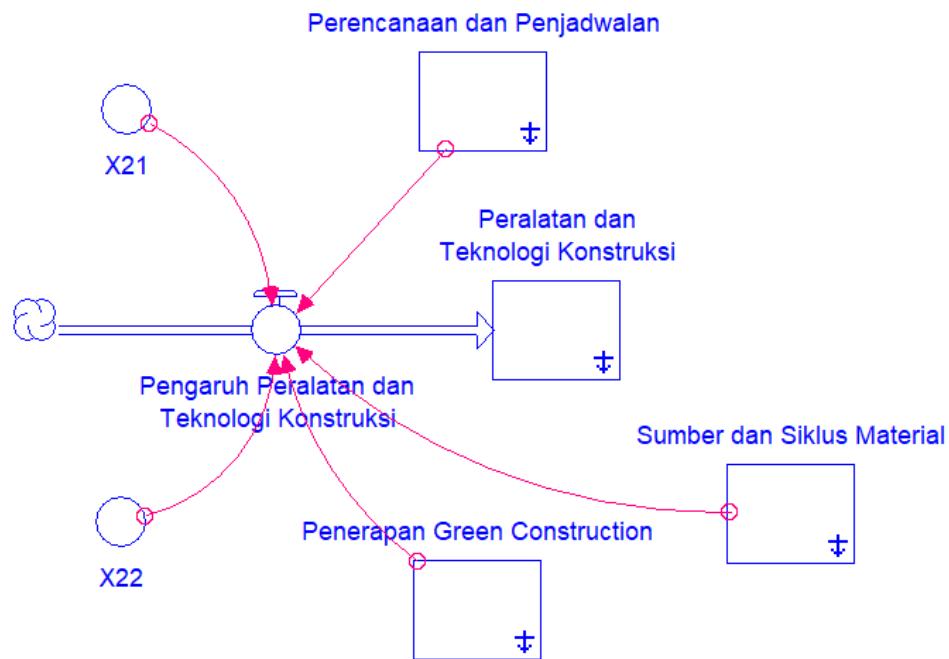 Perencanaan dan Penjadwalan
X21
Peralatan dan
Teknologi Konstruksi
Pengaruh Peralatan dan
Teknologi Konstruksi
Sumber dan Siklus Material
Penerapan Green Construction
X22